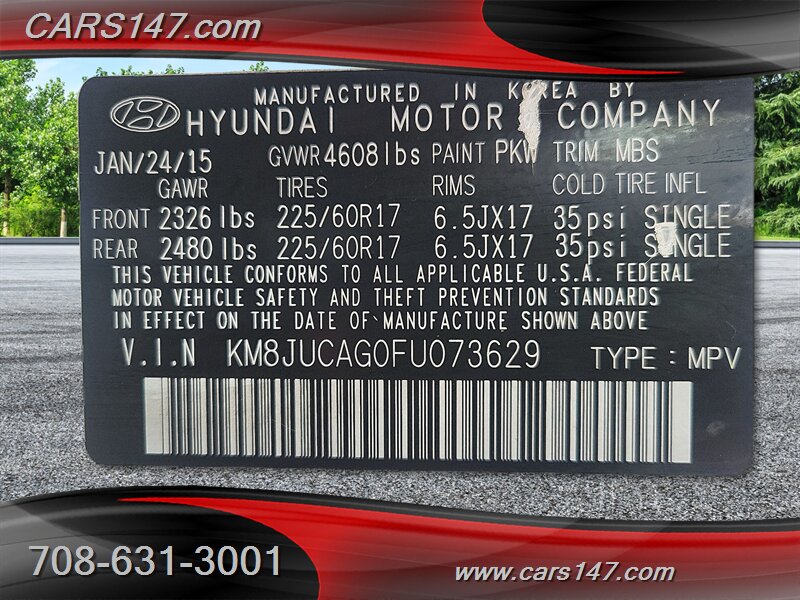 CARS147.com
MANUFACTURED IN KOREA BY
HYUNDAI MOTOR COMPANY
JAN/24/15 GVWR 4608 lbs PAINT PKW TRIM MBS
GAWR TIRES RIMS COLD TIRE INFL
FRONT 2326 lbs 225/60R17 6.5JX17 35psi SINGLE
REAR 2480 lbs 225/60R17 6.5JX17 35psi SINGLE
THIS VEHICLE CONFORMS TO ALL APPLICABLE U.S.A. FEDERAL
MOTOR VEHICLE SAFETY AND THEFT PREVENTION STANDARDS
IN EFFECT ON THE DATE OF MANUFACTURE SHOWN ABOVE
V.I.N KM8JUCAG0FU073629 TYPE: MPV
708-631-3001
www.cars147.com